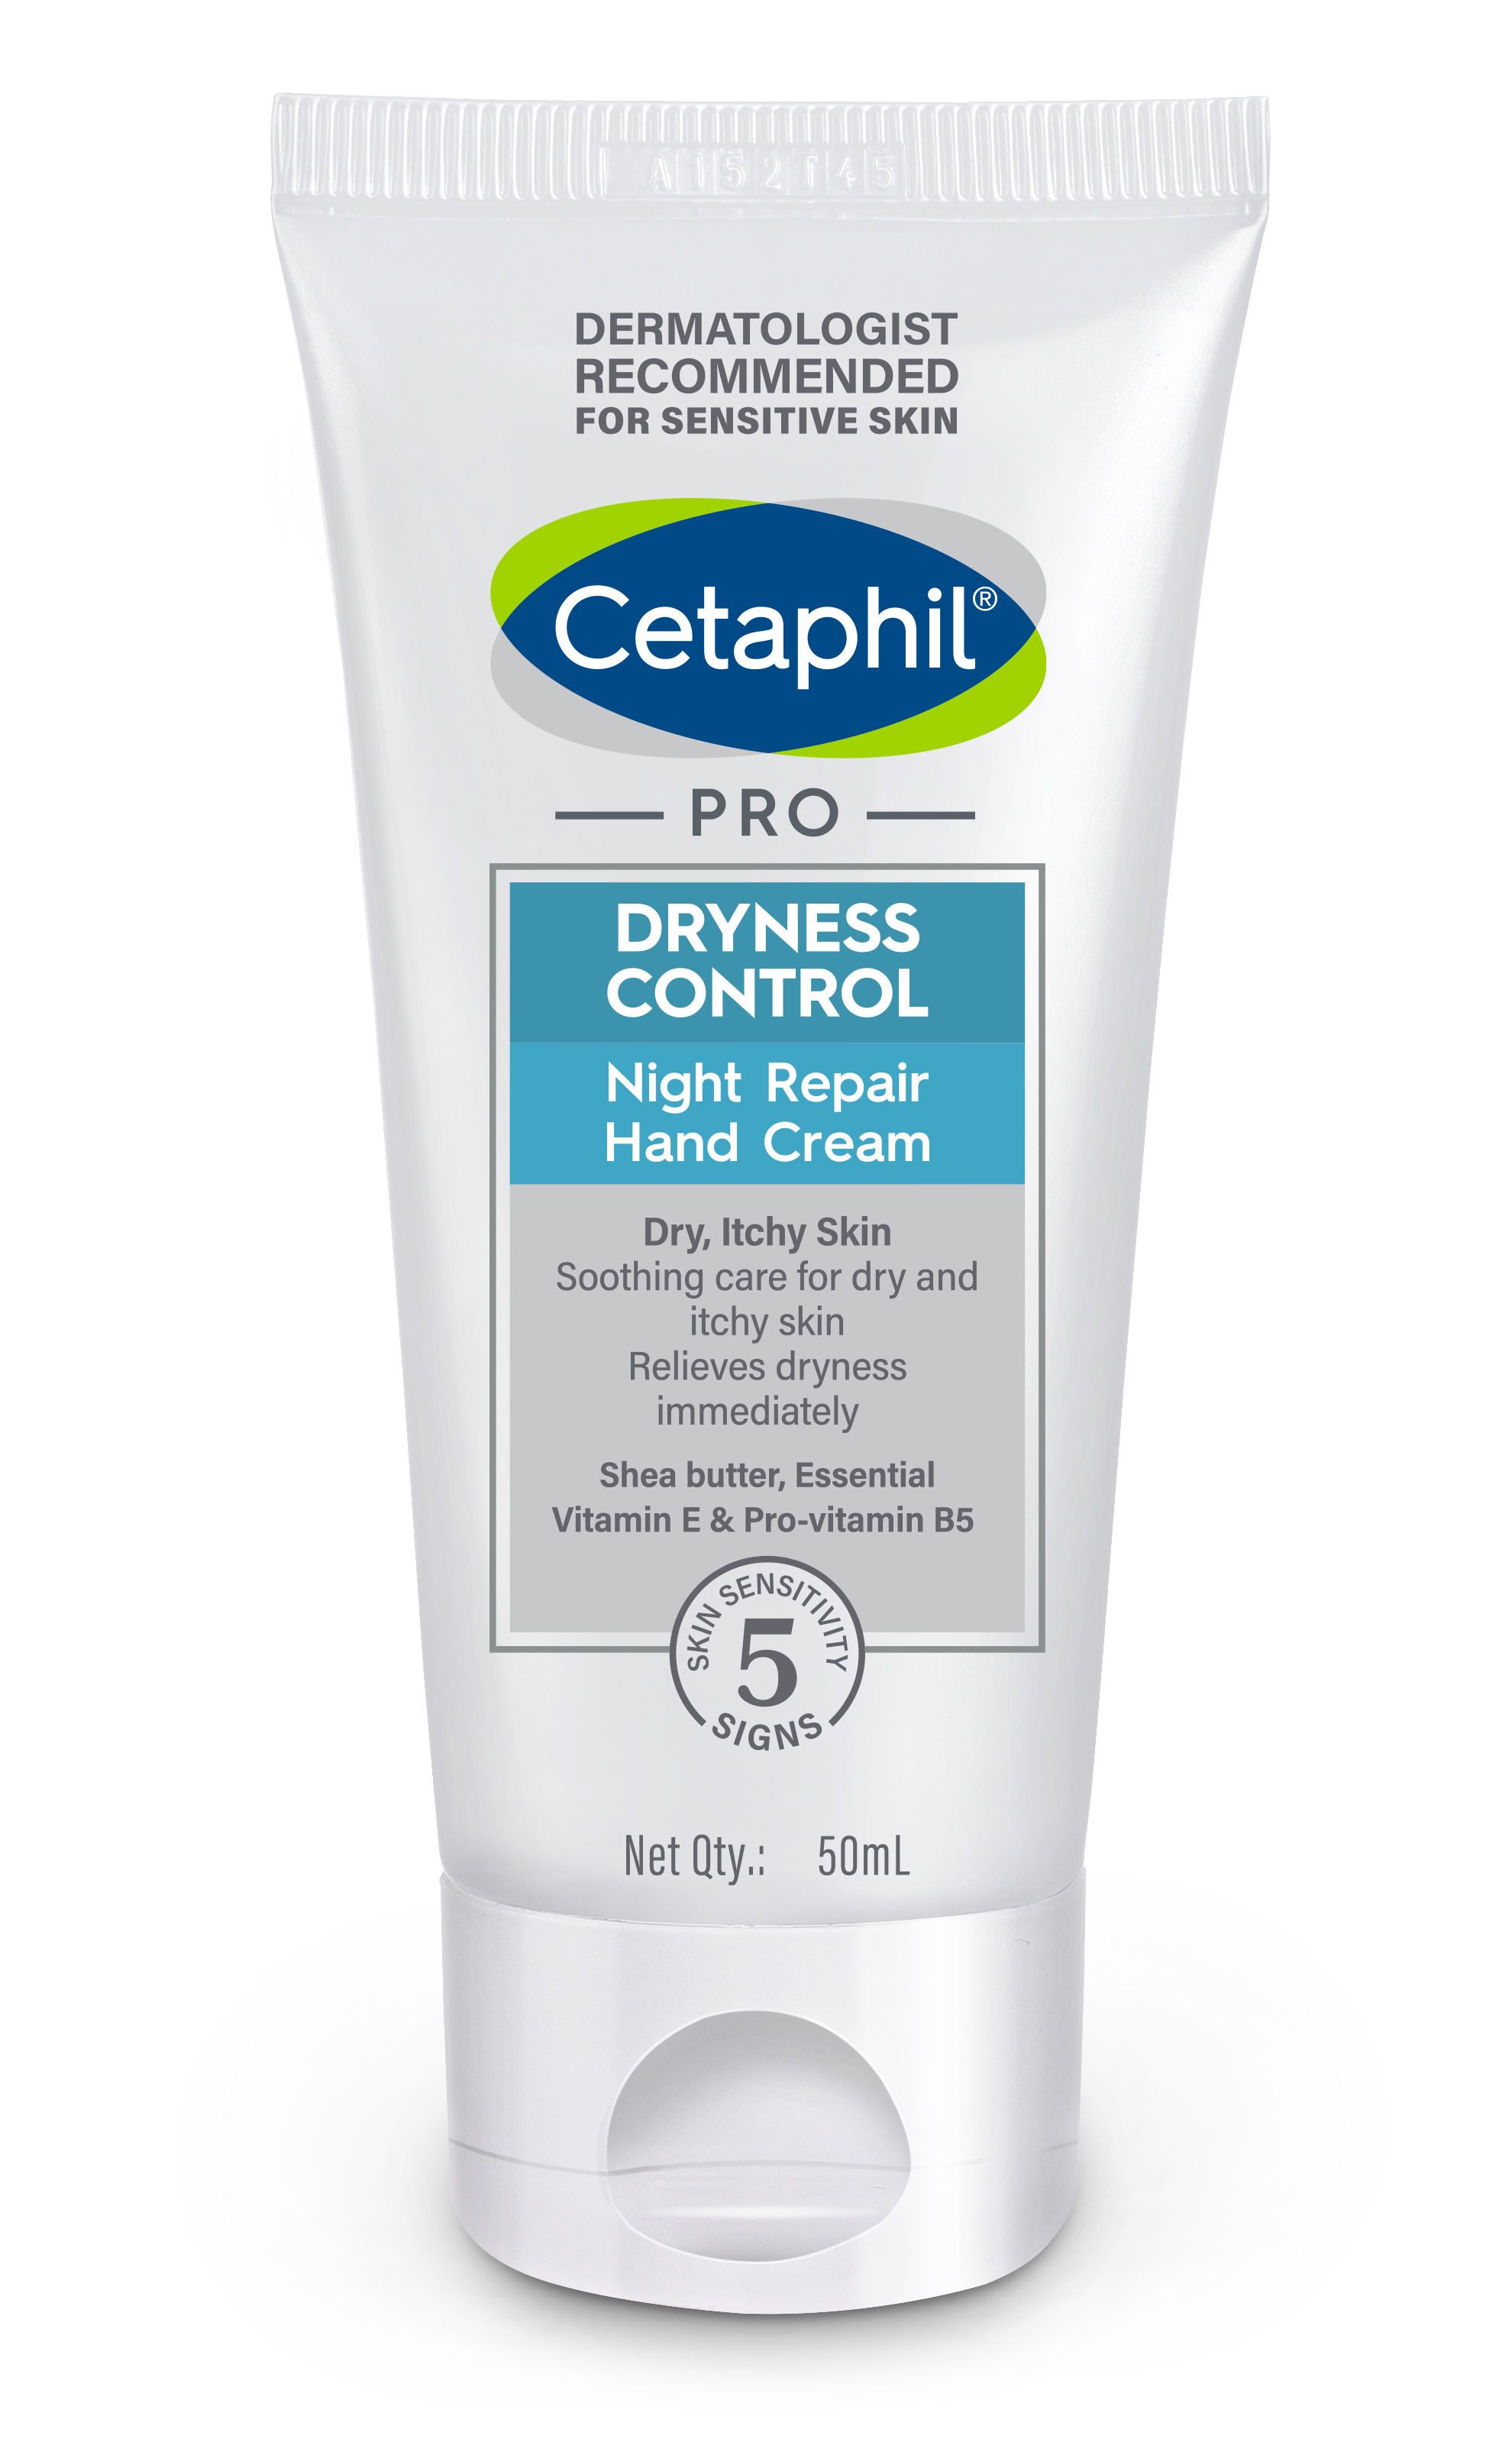 A152T45
DERMATOLOGIST
RECOMMENDED
FOR SENSITIVE SKIN
Cetaphil®
PRO
DRYNESS
CONTROL
Night Repair
Hand Cream
Dry, Itchy Skin
Soothing care for dry and
itchy skin
Relieves dryness
immediately
Shea butter, Essential
Vitamin E & Pro-vitamin B5
SKIN SENSITIVITY
5
SIGNS
Net Qty.: 50mL